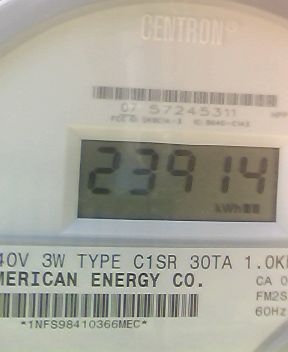 CENTRON®
07 57245311
23914
kWh
40V 3W TYPE C1SR 30TA 1.0K
MERICAN ENERGY CO. CA 0
FM2S
60Hz
*1NFS98410366MEC*